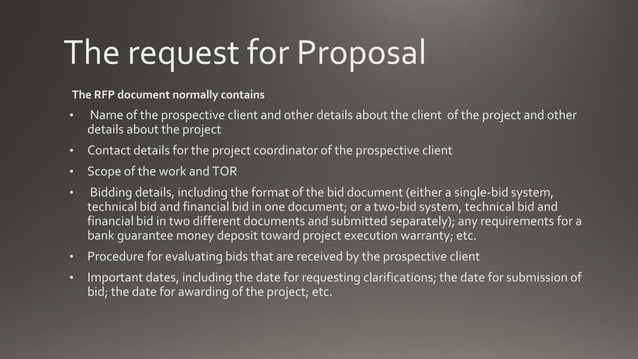 The request for Proposal
The RFP document normally contains
• Name of the prospective client and other details about the client of the project and other
details about the project
• Contact details for the project coordinator of the prospective client
• Scope of the work and TOR
• Bidding details, including the format of the bid document (either a single-bid system,
technical bid and financial bid in one document; or a two-bid system, technical bid and
financial bid in two different documents and submitted separately); any requirements for a
bank guarantee money deposit toward project execution warranty; etc.
• Procedure for evaluating bids that are received by the prospective client
• Important dates, including the date for requesting clarifications; the date for submission of
bid; the date for awarding of the project; etc.